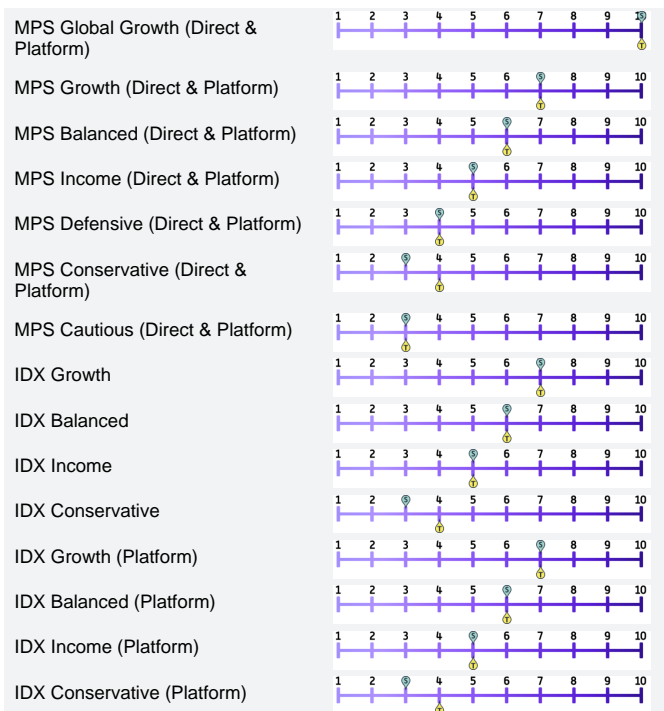 1 2 3 4 5 6 7 8 9 10
S
MPS Global Growth (Direct &
Platform)
T
1 2 3 4 5 6 7 8 9 10
S
MPS Growth (Direct & Platform)
T
1 2 3 4 5 6 7 8 9 10
S
MPS Balanced (Direct & Platform)
T
1 2 3 4 5 6 7 8 9 10
S
MPS Income (Direct & Platform)
T
1 2 3 4 5 6 7 8 9 10
S
MPS Defensive (Direct & Platform)
T
1 2 3 4 5 6 7 8 9 10
S
MPS Conservative (Direct &
Platform)
T
1 2 3 4 5 6 7 8 9 10
S
MPS Cautious (Direct & Platform)
T
1 2 3 4 5 6 7 8 9 10
S
IDX Growth
T
1 2 3 4 5 6 7 8 9 10
S
IDX Balanced
T
1 2 3 4 5 6 7 8 9 10
S
IDX Income
T
1 2 3 4 5 6 7 8 9 10
S
IDX Conservative
T
1 2 3 4 5 6 7 8 9 10
S
IDX Growth (Platform)
T
1 2 3 4 5 6 7 8 9 10
S
IDX Balanced (Platform)
T
1 2 3 4 5 6 7 8 9 10
S
IDX Income (Platform)
T
1 2 3 4 5 6 7 8 9 10
S
IDX Conservative (Platform)
T